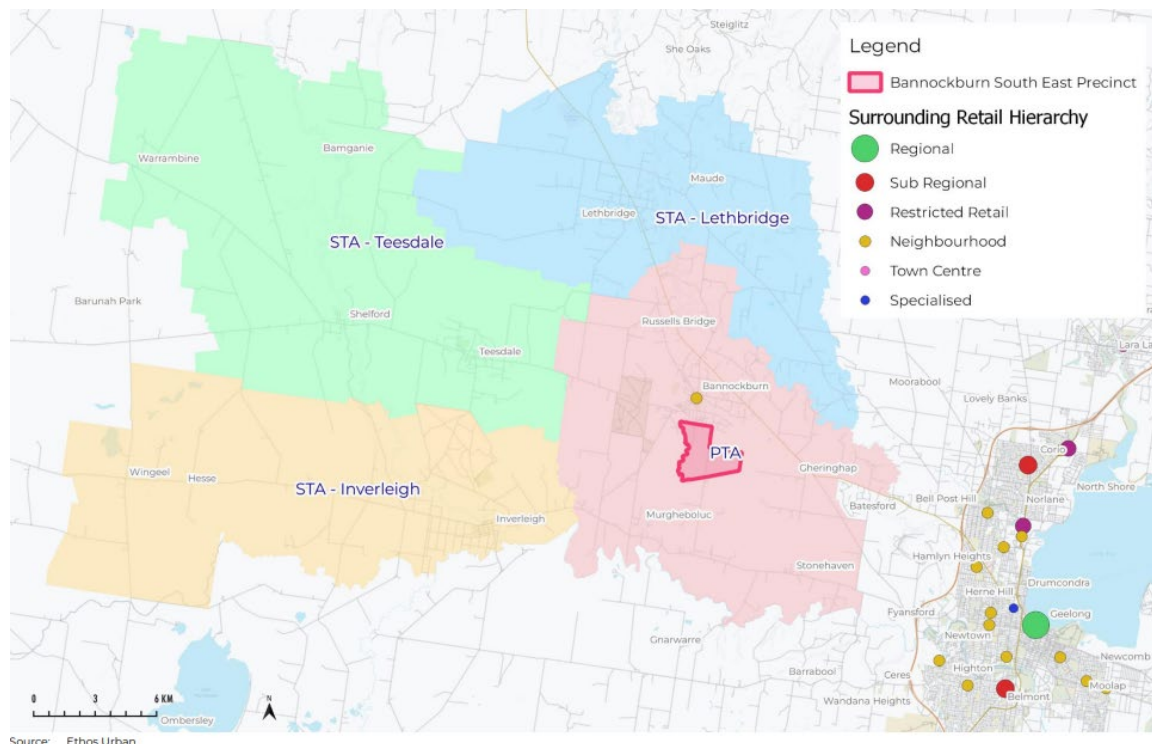 Steiglitz
She Oaks
Legend
Bannockburn South East Precinct
Surrounding Retail Hierarchy
Regional
Sub Regional
Restricted Retail
Neighbourhood
Town Centre
Specialised
Warrambine
Bamganie
Maude
Lethbridge
STA - Lethbridge
STA - Teesdale
Barunah Park
Shelford
Russells Bridge
Teesdale
Lara La
Moorabool
Bannockburn
Lovely Banks
PTA
Corio
Gheringhap
Wingeel
Hesse
STA - Inverleigh
North Shore
Bell Post Hill
Norlane
Batesford
Inverleigh
Murgheboluc
Hamlyn Heights
Stonehaven
Drumcondra
Herne Hill
Fyansford
Geelong
Gnarwarre
Newtown
Newcomb
Barrabool
Ceres
Highton
Moolap
Wandana Heights
Belmont
0 3 6 KM
N
Ombersley
Source: Ethos Urban